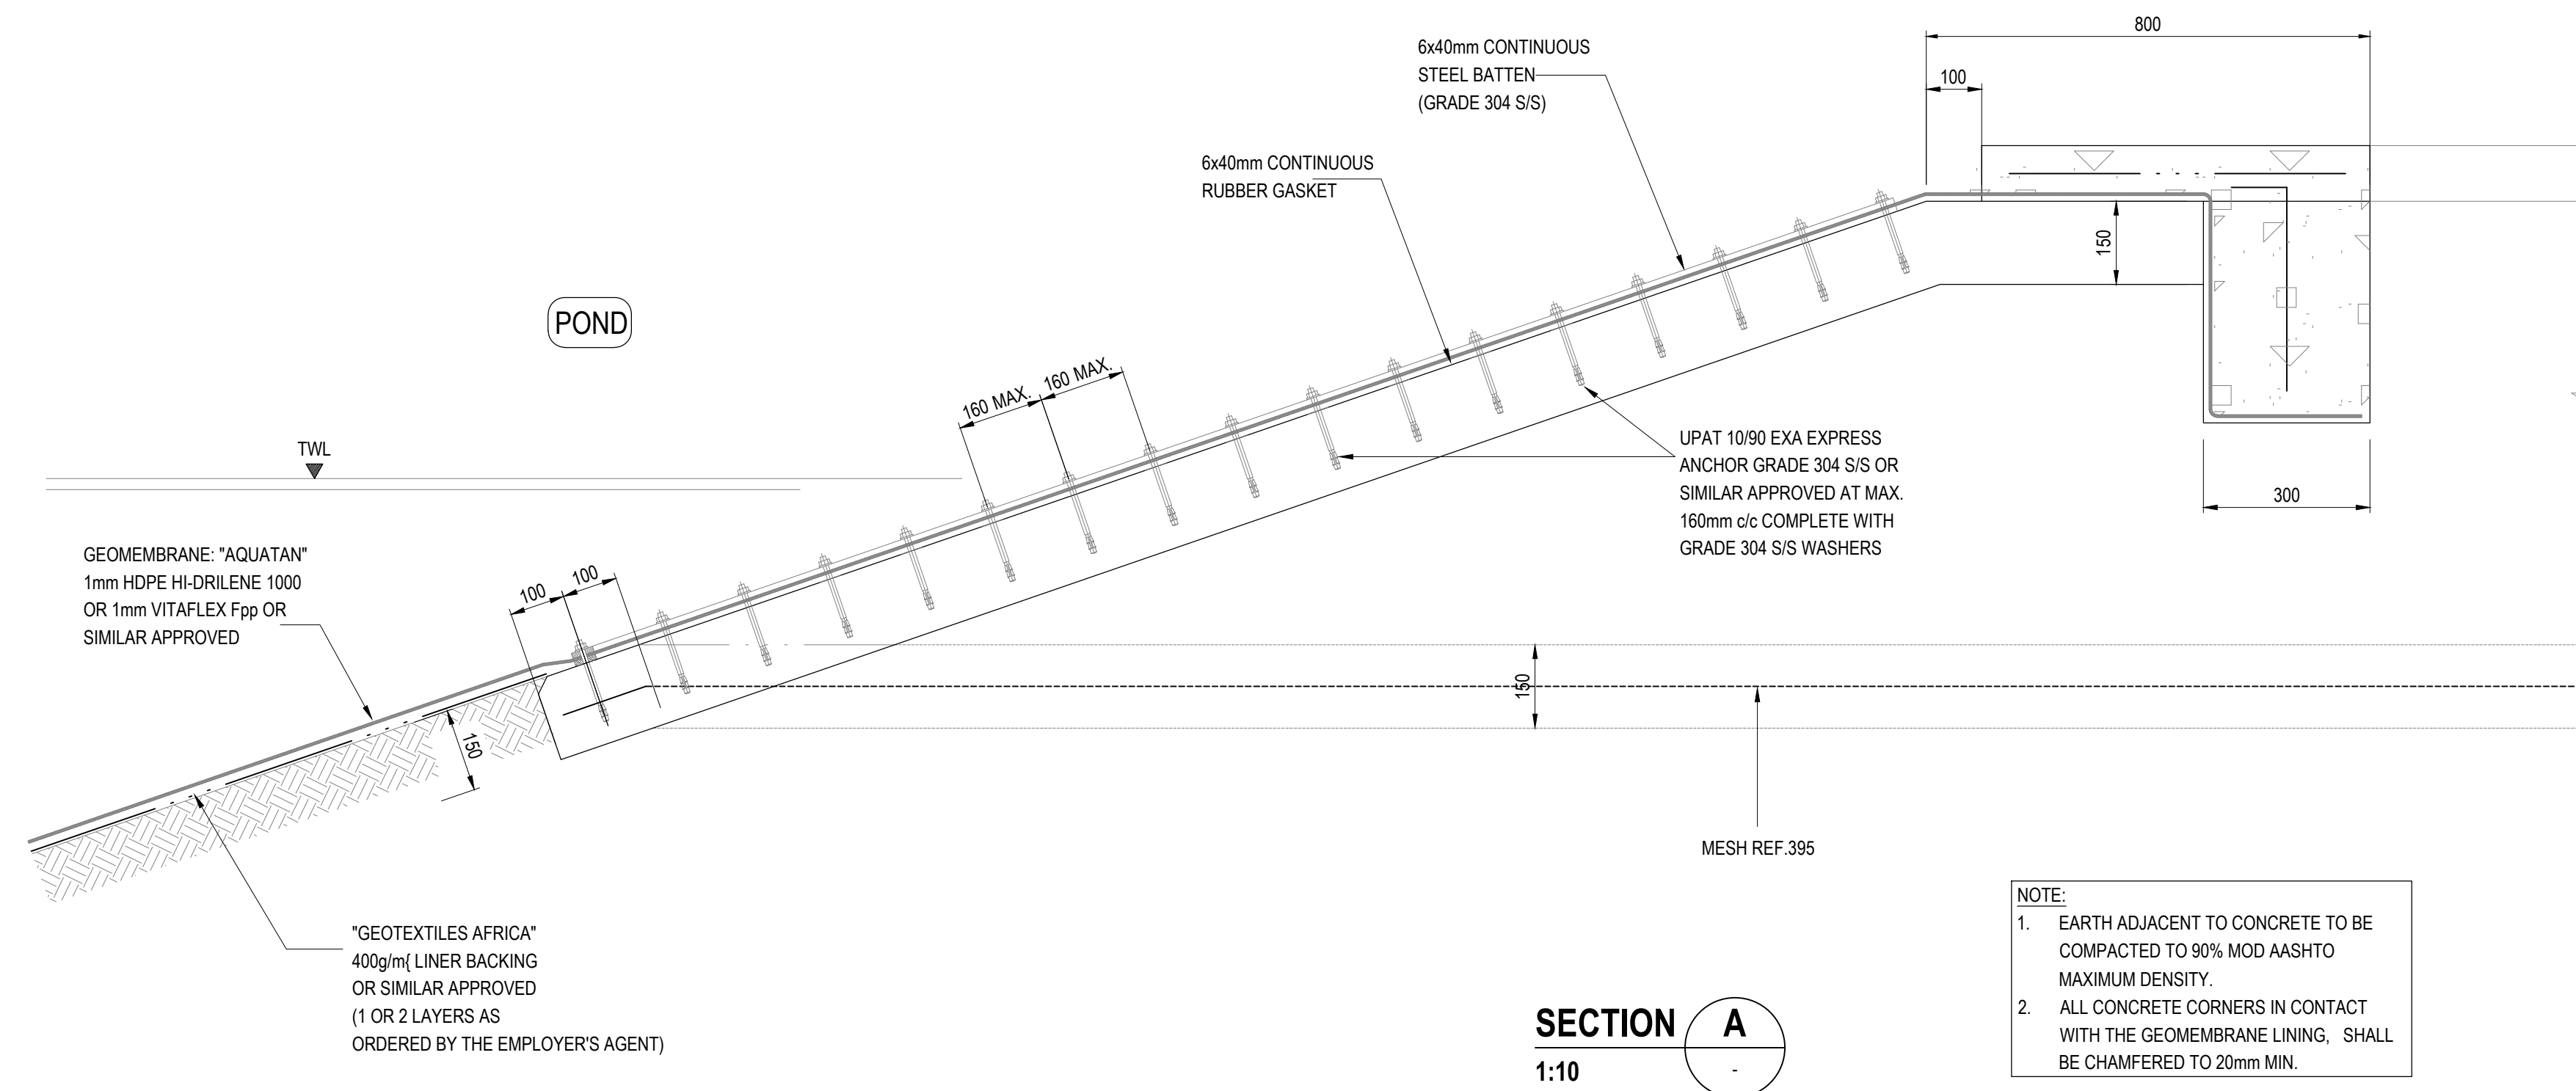 800
6x40mm CONTINUOUS
STEEL BATTEN
(GRADE 304 S/S)
100
6x40mm CONTINUOUS
RUBBER GASKET
150
POND
160 MAX.
160 MAX.
TWL
UPAT 10/90 EXA EXPRESS
ANCHOR GRADE 304 S/S OR
SIMILAR APPROVED AT MAX.
160mm c/c COMPLETE WITH
GRADE 304 S/S WASHERS
300
GEOMEMBRANE: "AQUATAN"
1mm HDPE HI-DRILENE 1000
OR 1mm VITAFLEX Fpp OR
SIMILAR APPROVED
100
100
150
150
MESH REF.395
"GEOTEXTILES AFRICA"
400g/m{ LINER BACKING
OR SIMILAR APPROVED
(1 OR 2 LAYERS AS
ORDERED BY THE EMPLOYER'S AGENT)
NOTE:
1. EARTH ADJACENT TO CONCRETE TO BE
COMPACTED TO 90% MOD AASHTO
MAXIMUM DENSITY.
2. ALL CONCRETE CORNERS IN CONTACT
WITH THE GEOMEMBRANE LINING, SHALL
BE CHAMFERED TO 20mm MIN.
SECTION A
1:10 -